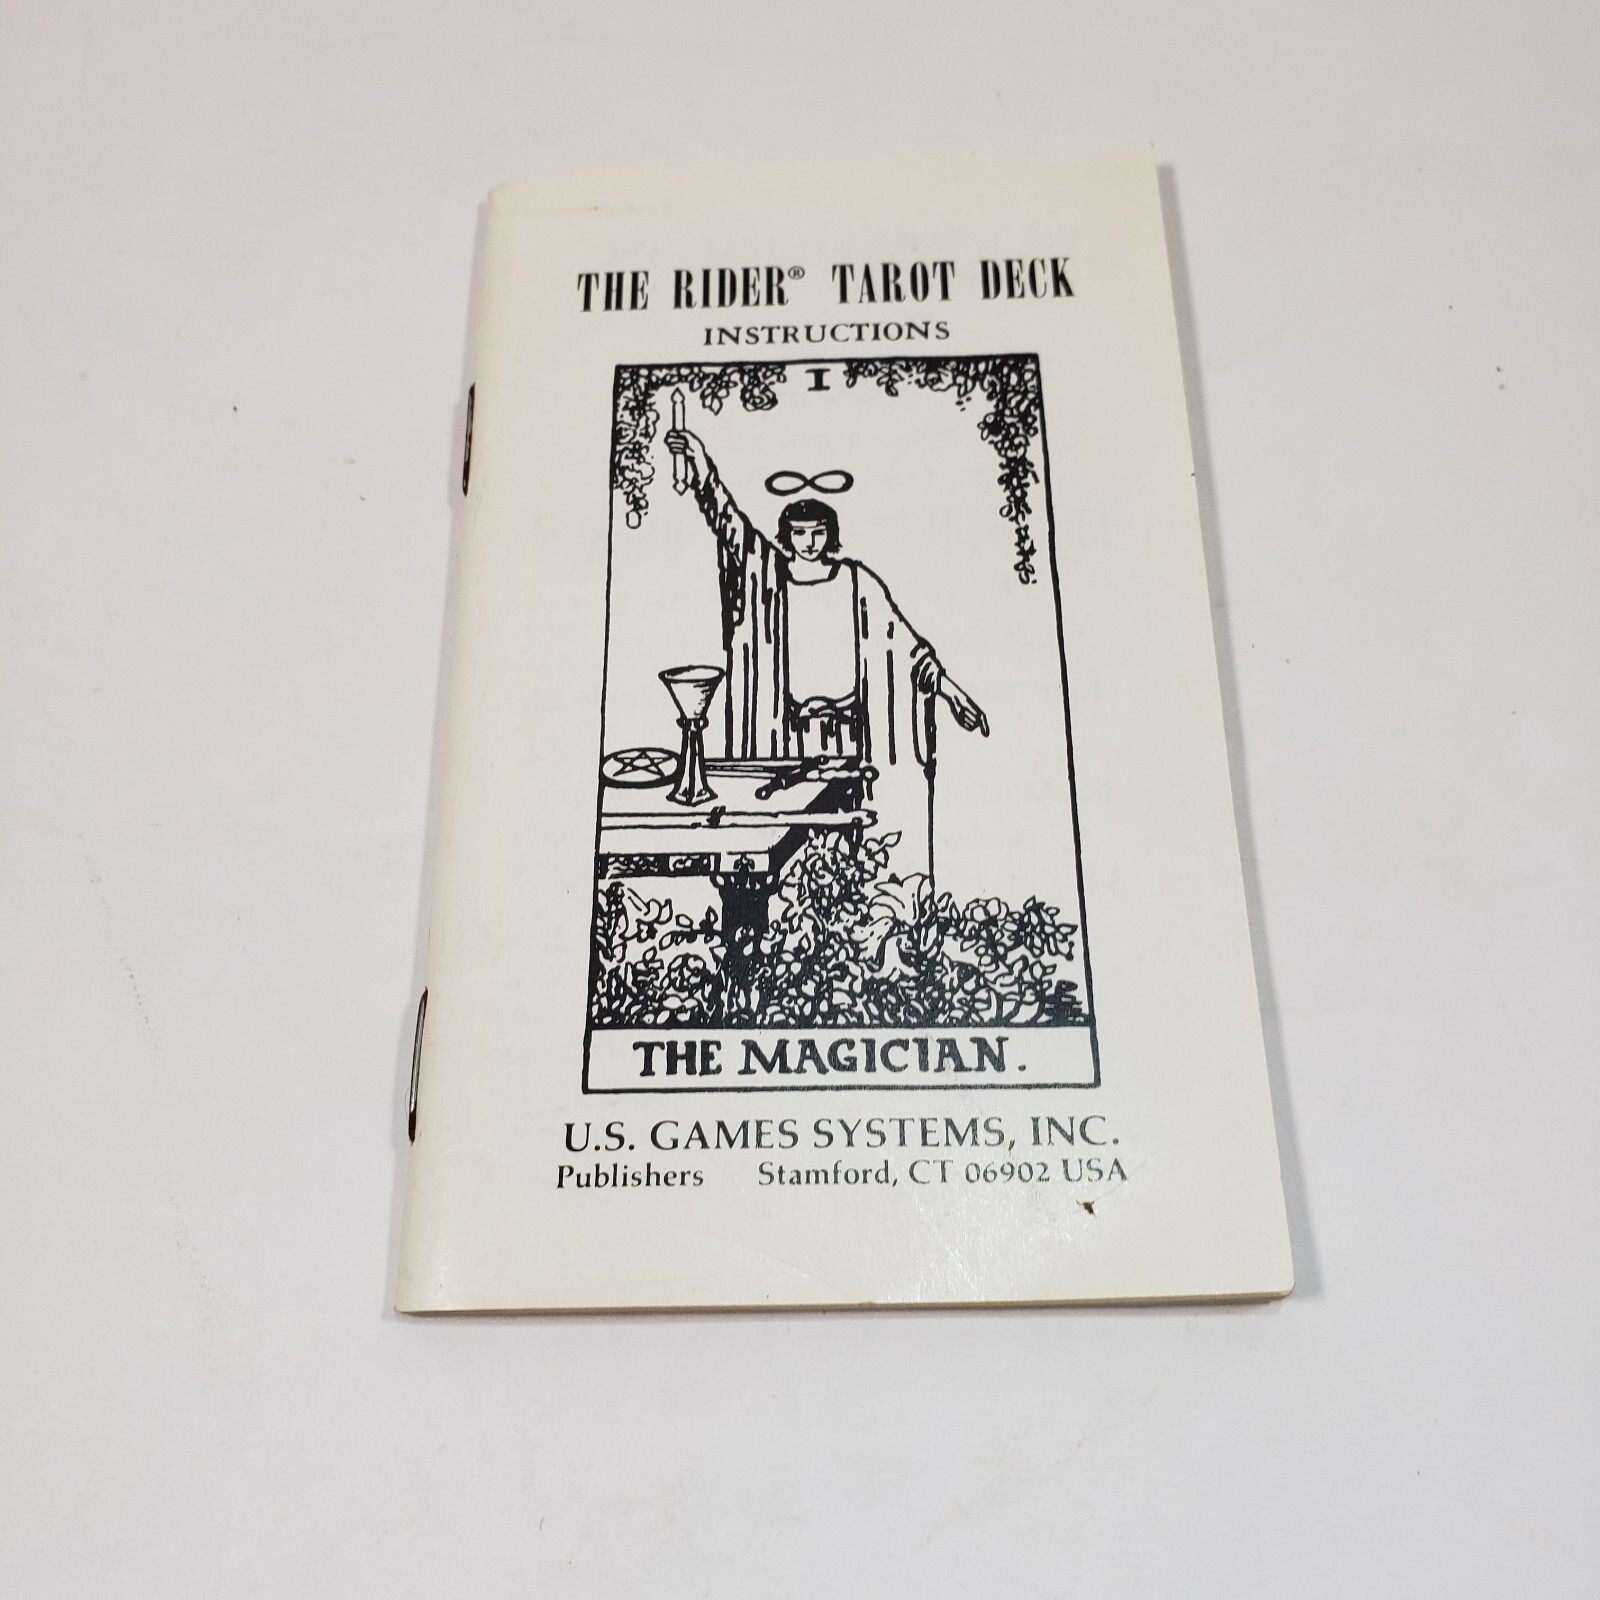 THE RIDER® TAROT DECK
INSTRUCTIONS
I
THE MAGICIAN.
U.S. GAMES SYSTEMS, INC.
Publishers Stamford, CT 06902 USA